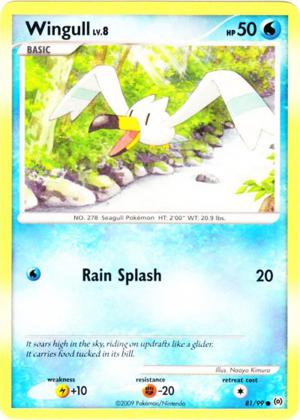 Wingull LV.8 HP 50
BASIC
NO. 278 Seagull Pokémon HT: 2'00" WT: 20.9 lbs.
Rain Splash 20
It soars high in the sky, riding on updrafts like a glider.
It carries food tucked in its bill.
Illus. Naoyo Kimura
weakness resistance retreat cost
+10 -20
©2009 Pokémon/Nintendo 81/99